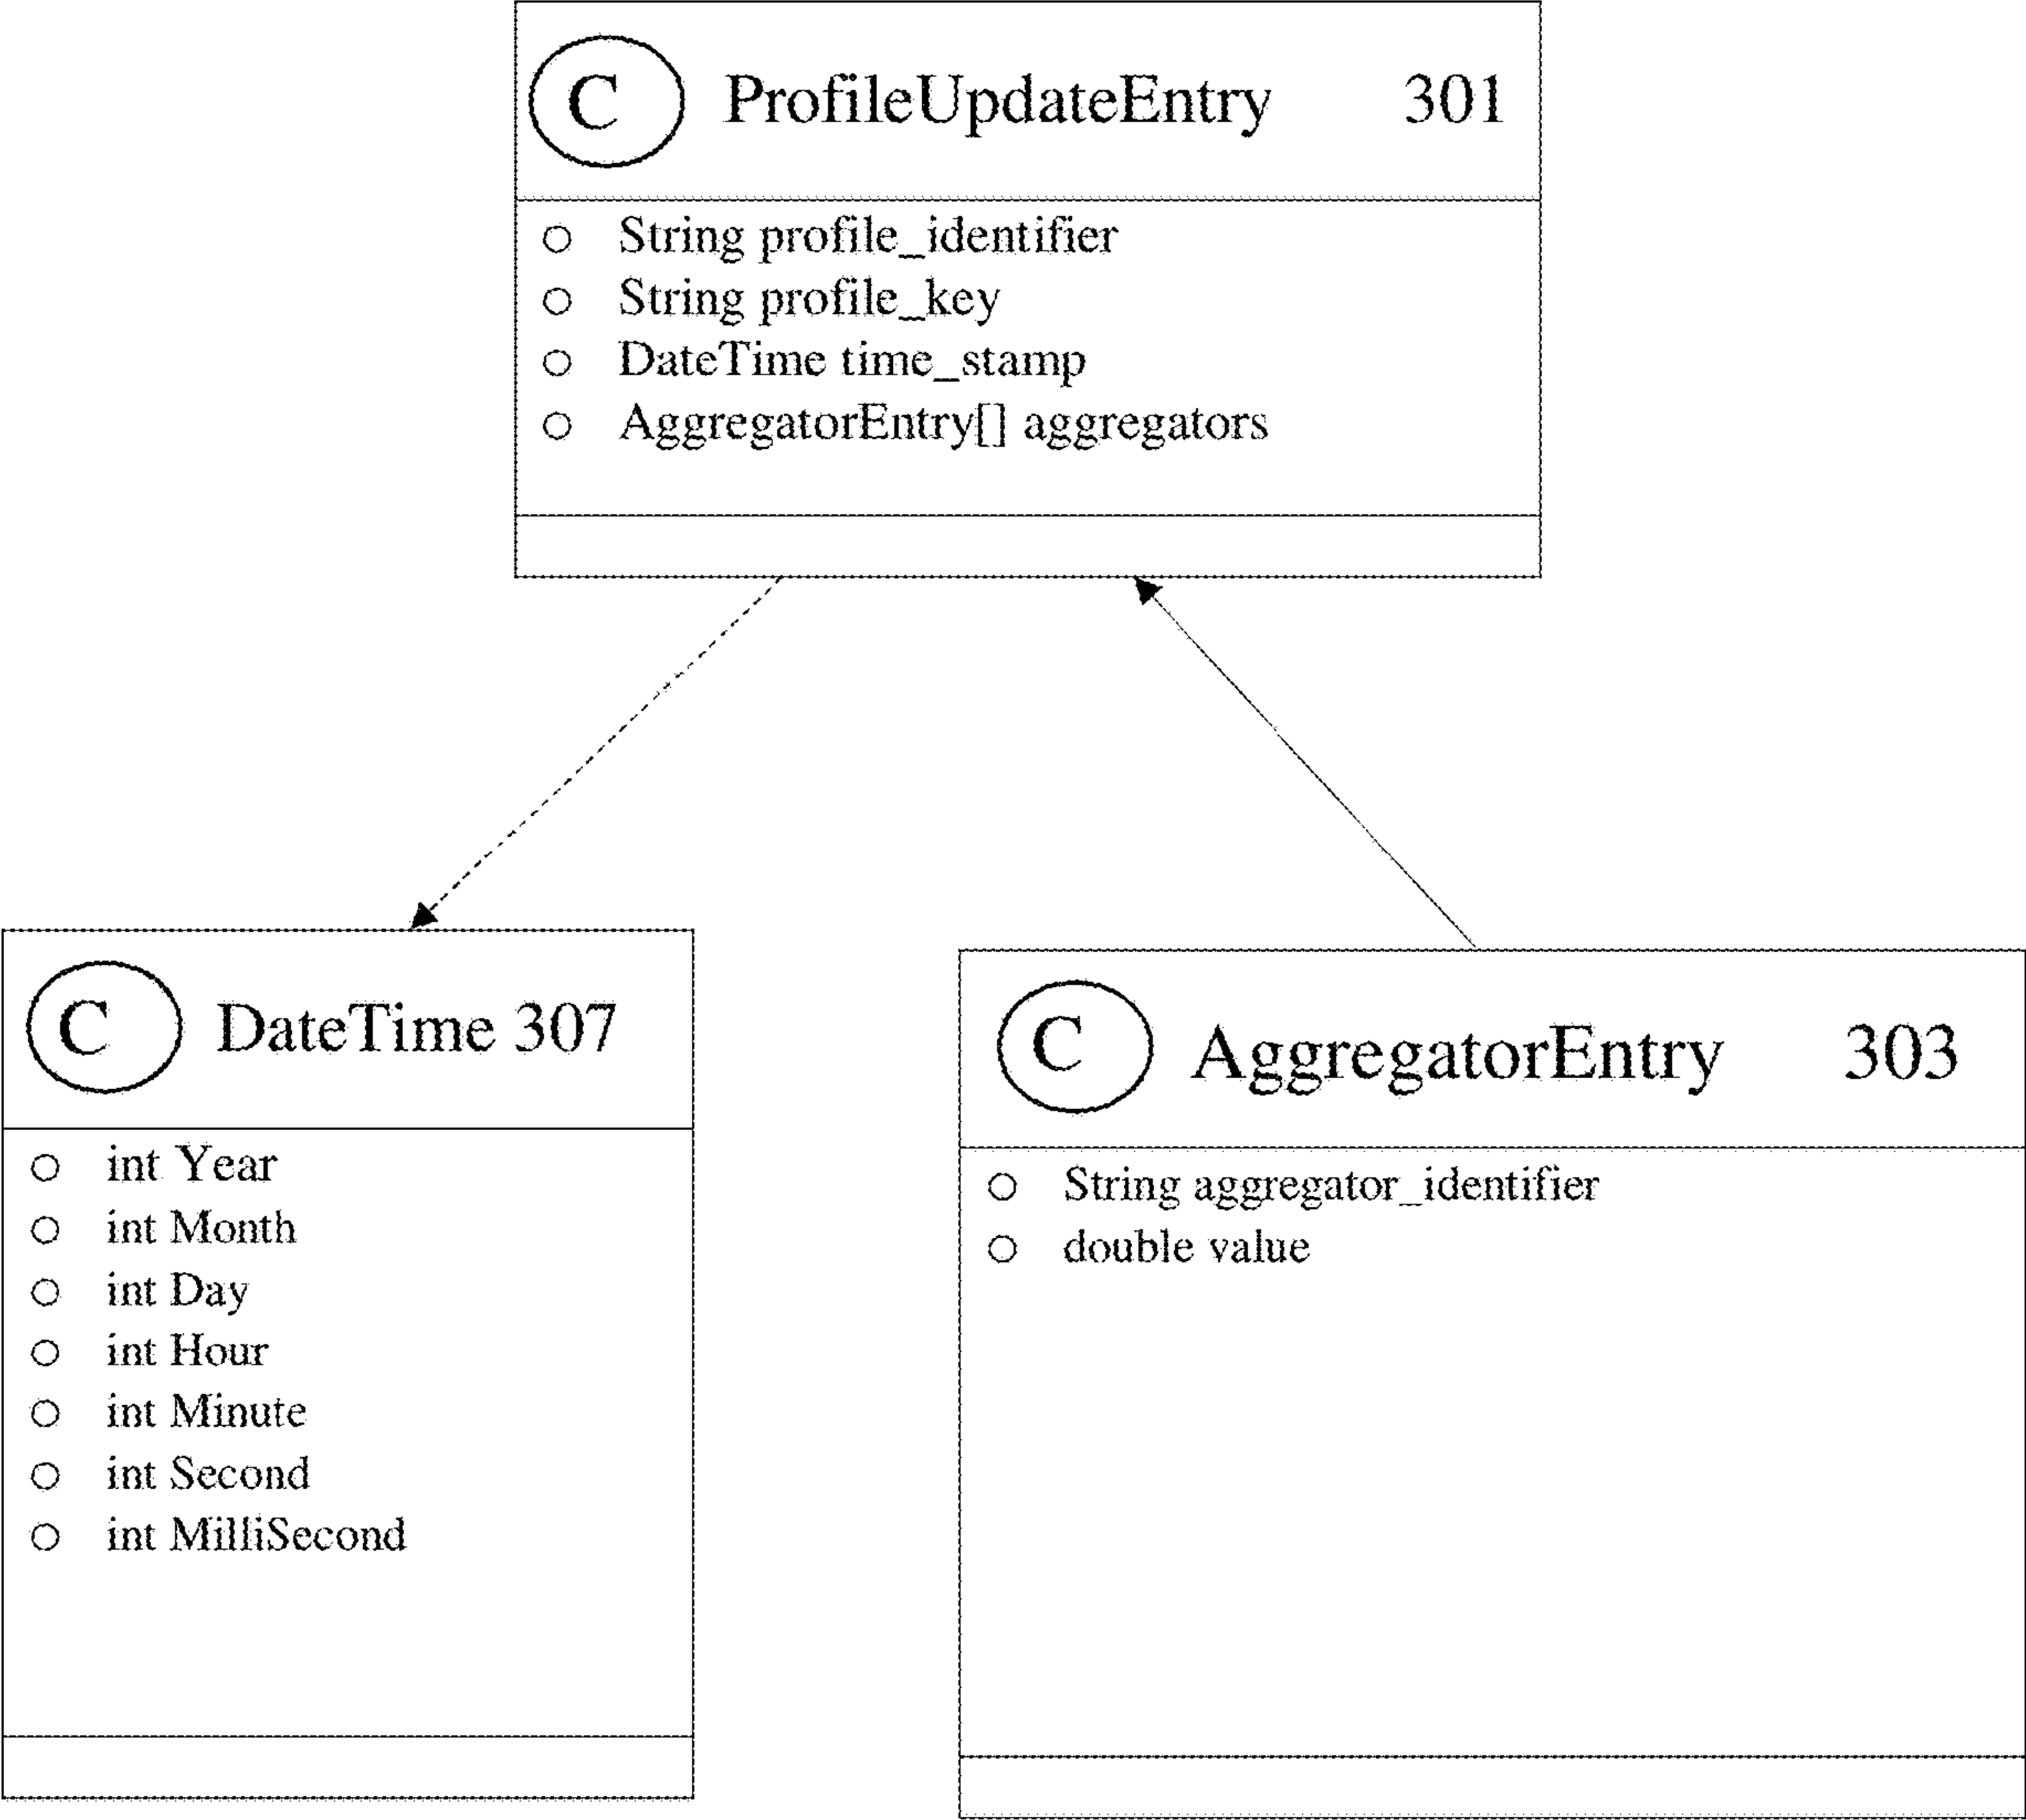 C ProfileUpdateEntry 301
String profile_identifier
String profile_key
DateTime time_stamp
AggregatorEntry[] aggregators
C DateTime 307
int Year
int Month
int Day
int Hour
int Minute
int Second
int MilliSecond
C AggregatorEntry 303
String aggregator_identifier
double value